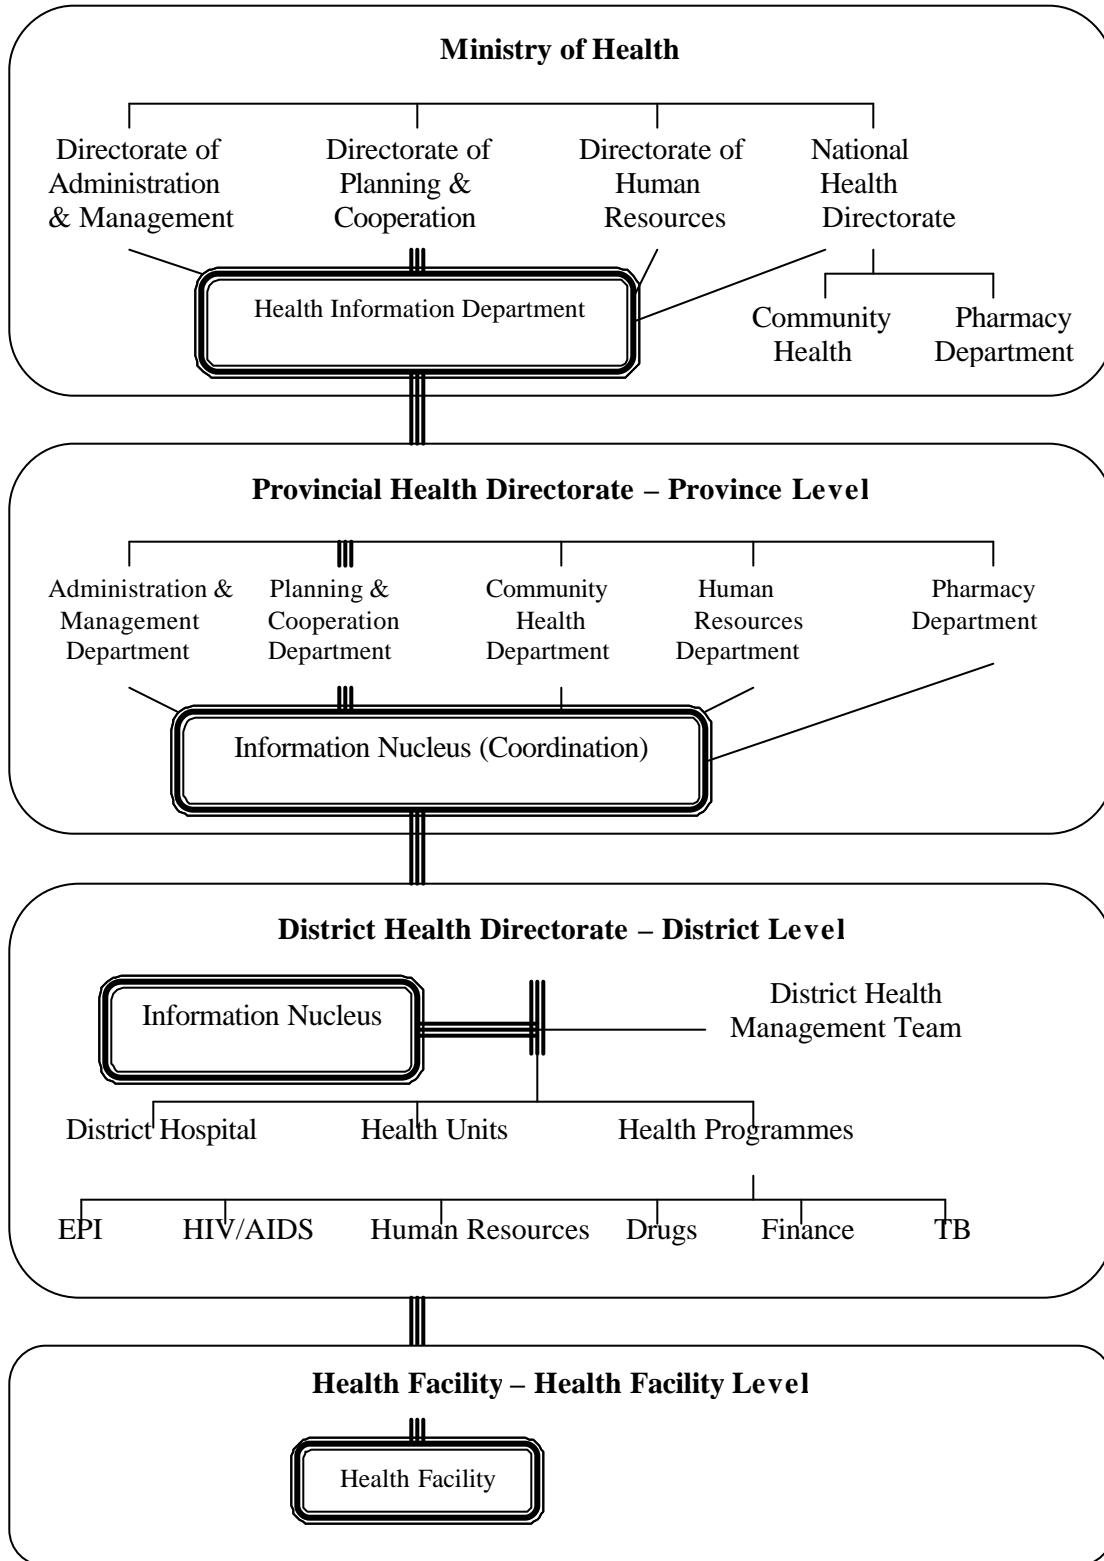 Ministry of Health
Directorate of
Administration
& Management
Directorate of
Planning &
Cooperation
Directorate of
Human
Resources
National
Health
Directorate
Health Information Department
Community
Health
Pharmacy
Department
Provincial Health Directorate – Province Level
Administration &
Management
Department
Planning &
Cooperation
Department
Community
Health
Department
Human
Resources
Department
Pharmacy
Department
Information Nucleus (Coordination)
District Health Directorate – District Level
Information Nucleus
District Health
Management Team
District Hospital
Health Units
Health Programmes
EPI
HIV/AIDS
Human Resources
Drugs
Finance
TB
Health Facility – Health Facility Level
Health Facility